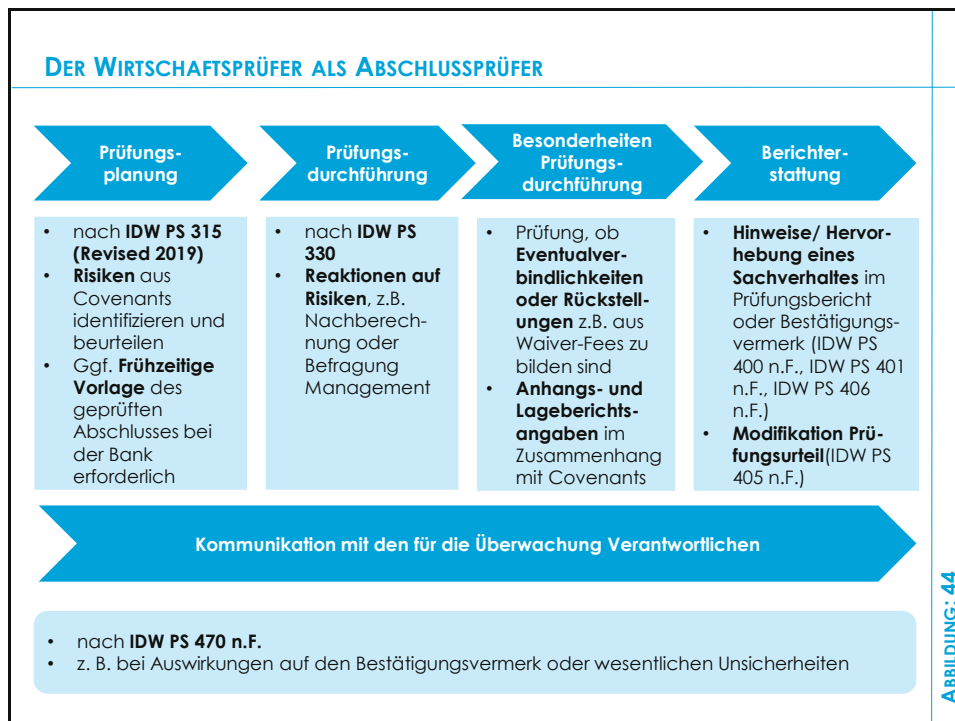 DER WIRTSCHAFTSPRÜFER ALS ABSCHLUSSPRÜFER
Prüfungs-
planung
Prüfungs-
durchführung
Besonderheiten
Prüfungs-
durchführung
Berichter-
stattung
• nach IDW PS 315
(Revised 2019)
• Risiken aus
Covenants
identifizieren und
beurteilen
• Ggf. Frühzeitige
Vorlage des
geprüften
Abschlusses bei
der Bank
erforderlich
• nach IDW PS
330
• Reaktionen auf
Risiken, z.B.
Nachberech-
nung oder
Befragung
Management
• Prüfung, ob
Eventualver-
bindlichkeiten
oder Rückstell-
ungen z.B. aus
Waiver-Fees zu
bilden sind
• Anhangs- und
Lageberichts-
angaben im
Zusammenhang
mit Covenants
• Hinweise/ Hervor-
hebung eines
Sachverhaltes im
Prüfungsbericht
oder Bestätigungs-
vermerk (IDW PS
400 n.F., IDW PS 401
n.F., IDW PS 406
n.F.)
• Modifikation Prü-
fungsurteil(IDW PS
405 n.F.)
Kommunikation mit den für die Überwachung Verantwortlichen
• nach IDW PS 470 n.F.
• z. B. bei Auswirkungen auf den Bestätigungsvermerk oder wesentlichen Unsicherheiten
ABBILDUNG: 44